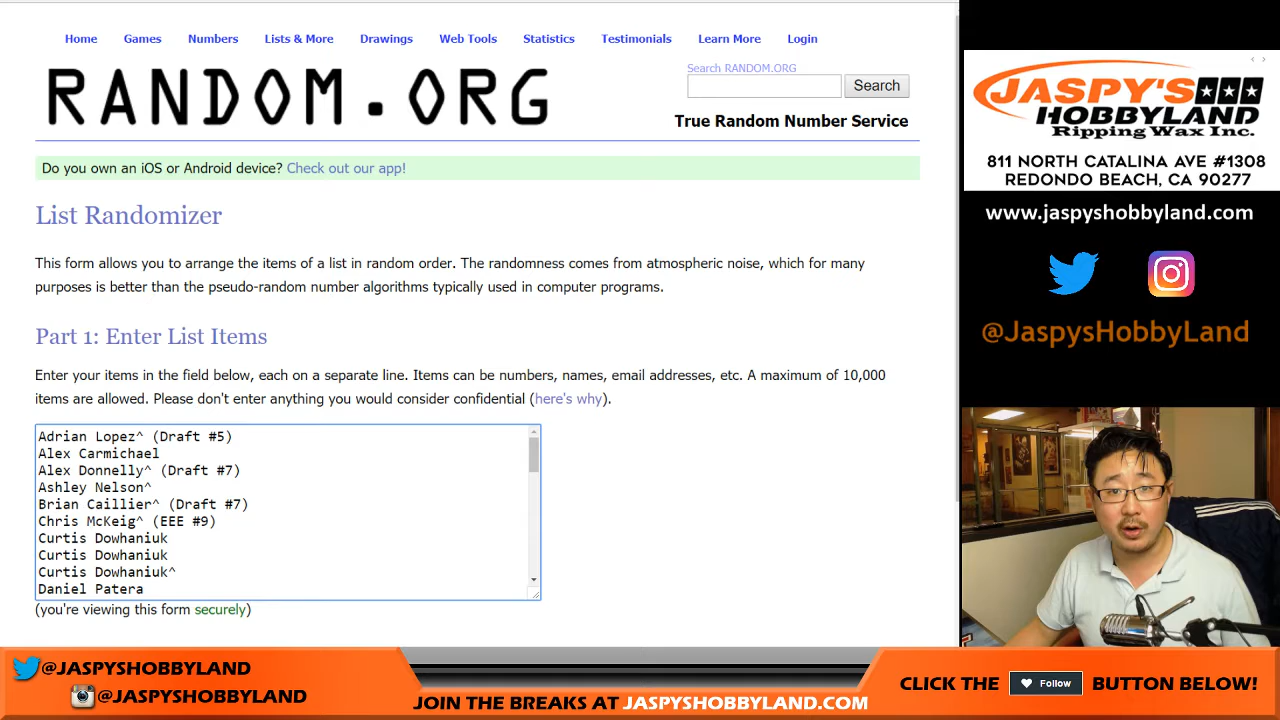 Home Games Numbers Lists & More Drawings Web Tools Statistics Testimonials Learn More Login
RANDOM.ORG
Search RANDOM.ORG
Search
True Random Number Service
Do you own an iOS or Android device? Check out our app!
List Randomizer
This form allows you to arrange the items of a list in random order. The randomness comes from atmospheric noise, which for many
purposes is better than the pseudo-random number algorithms typically used in computer programs.
Part 1: Enter List Items
Enter your items in the field below, each on a separate line. Items can be numbers, names, email addresses, etc. A maximum of 10,000
items are allowed. Please don't enter anything you would consider confidential (here's why).
Adrian Lopez^ (Draft #5)
Alex Carmichael
Alex Donnelly^ (Draft #7)
Ashley Nelson^
Brian Caillier^ (Draft #7)
Chris McKeig^ (EEE #9)
Curtis Dowhaniuk
Curtis Dowhaniuk
Curtis Dowhaniuk^
Daniel Patera
(you're viewing this form securely)
JASPY'S
HOBBYLAND
Ripping Wax Inc.
811 NORTH CATALINA AVE #1308
REDONDO BEACH, CA 90277
www.jaspyshobbyland.com
@JaspysHobbyLand
@JASPYSHOBBYLAND
@JASPYSHOBBYLAND
JOIN THE BREAKS AT JASPYSHOBBYLAND.COM
CLICK THE Follow BUTTON BELOW!